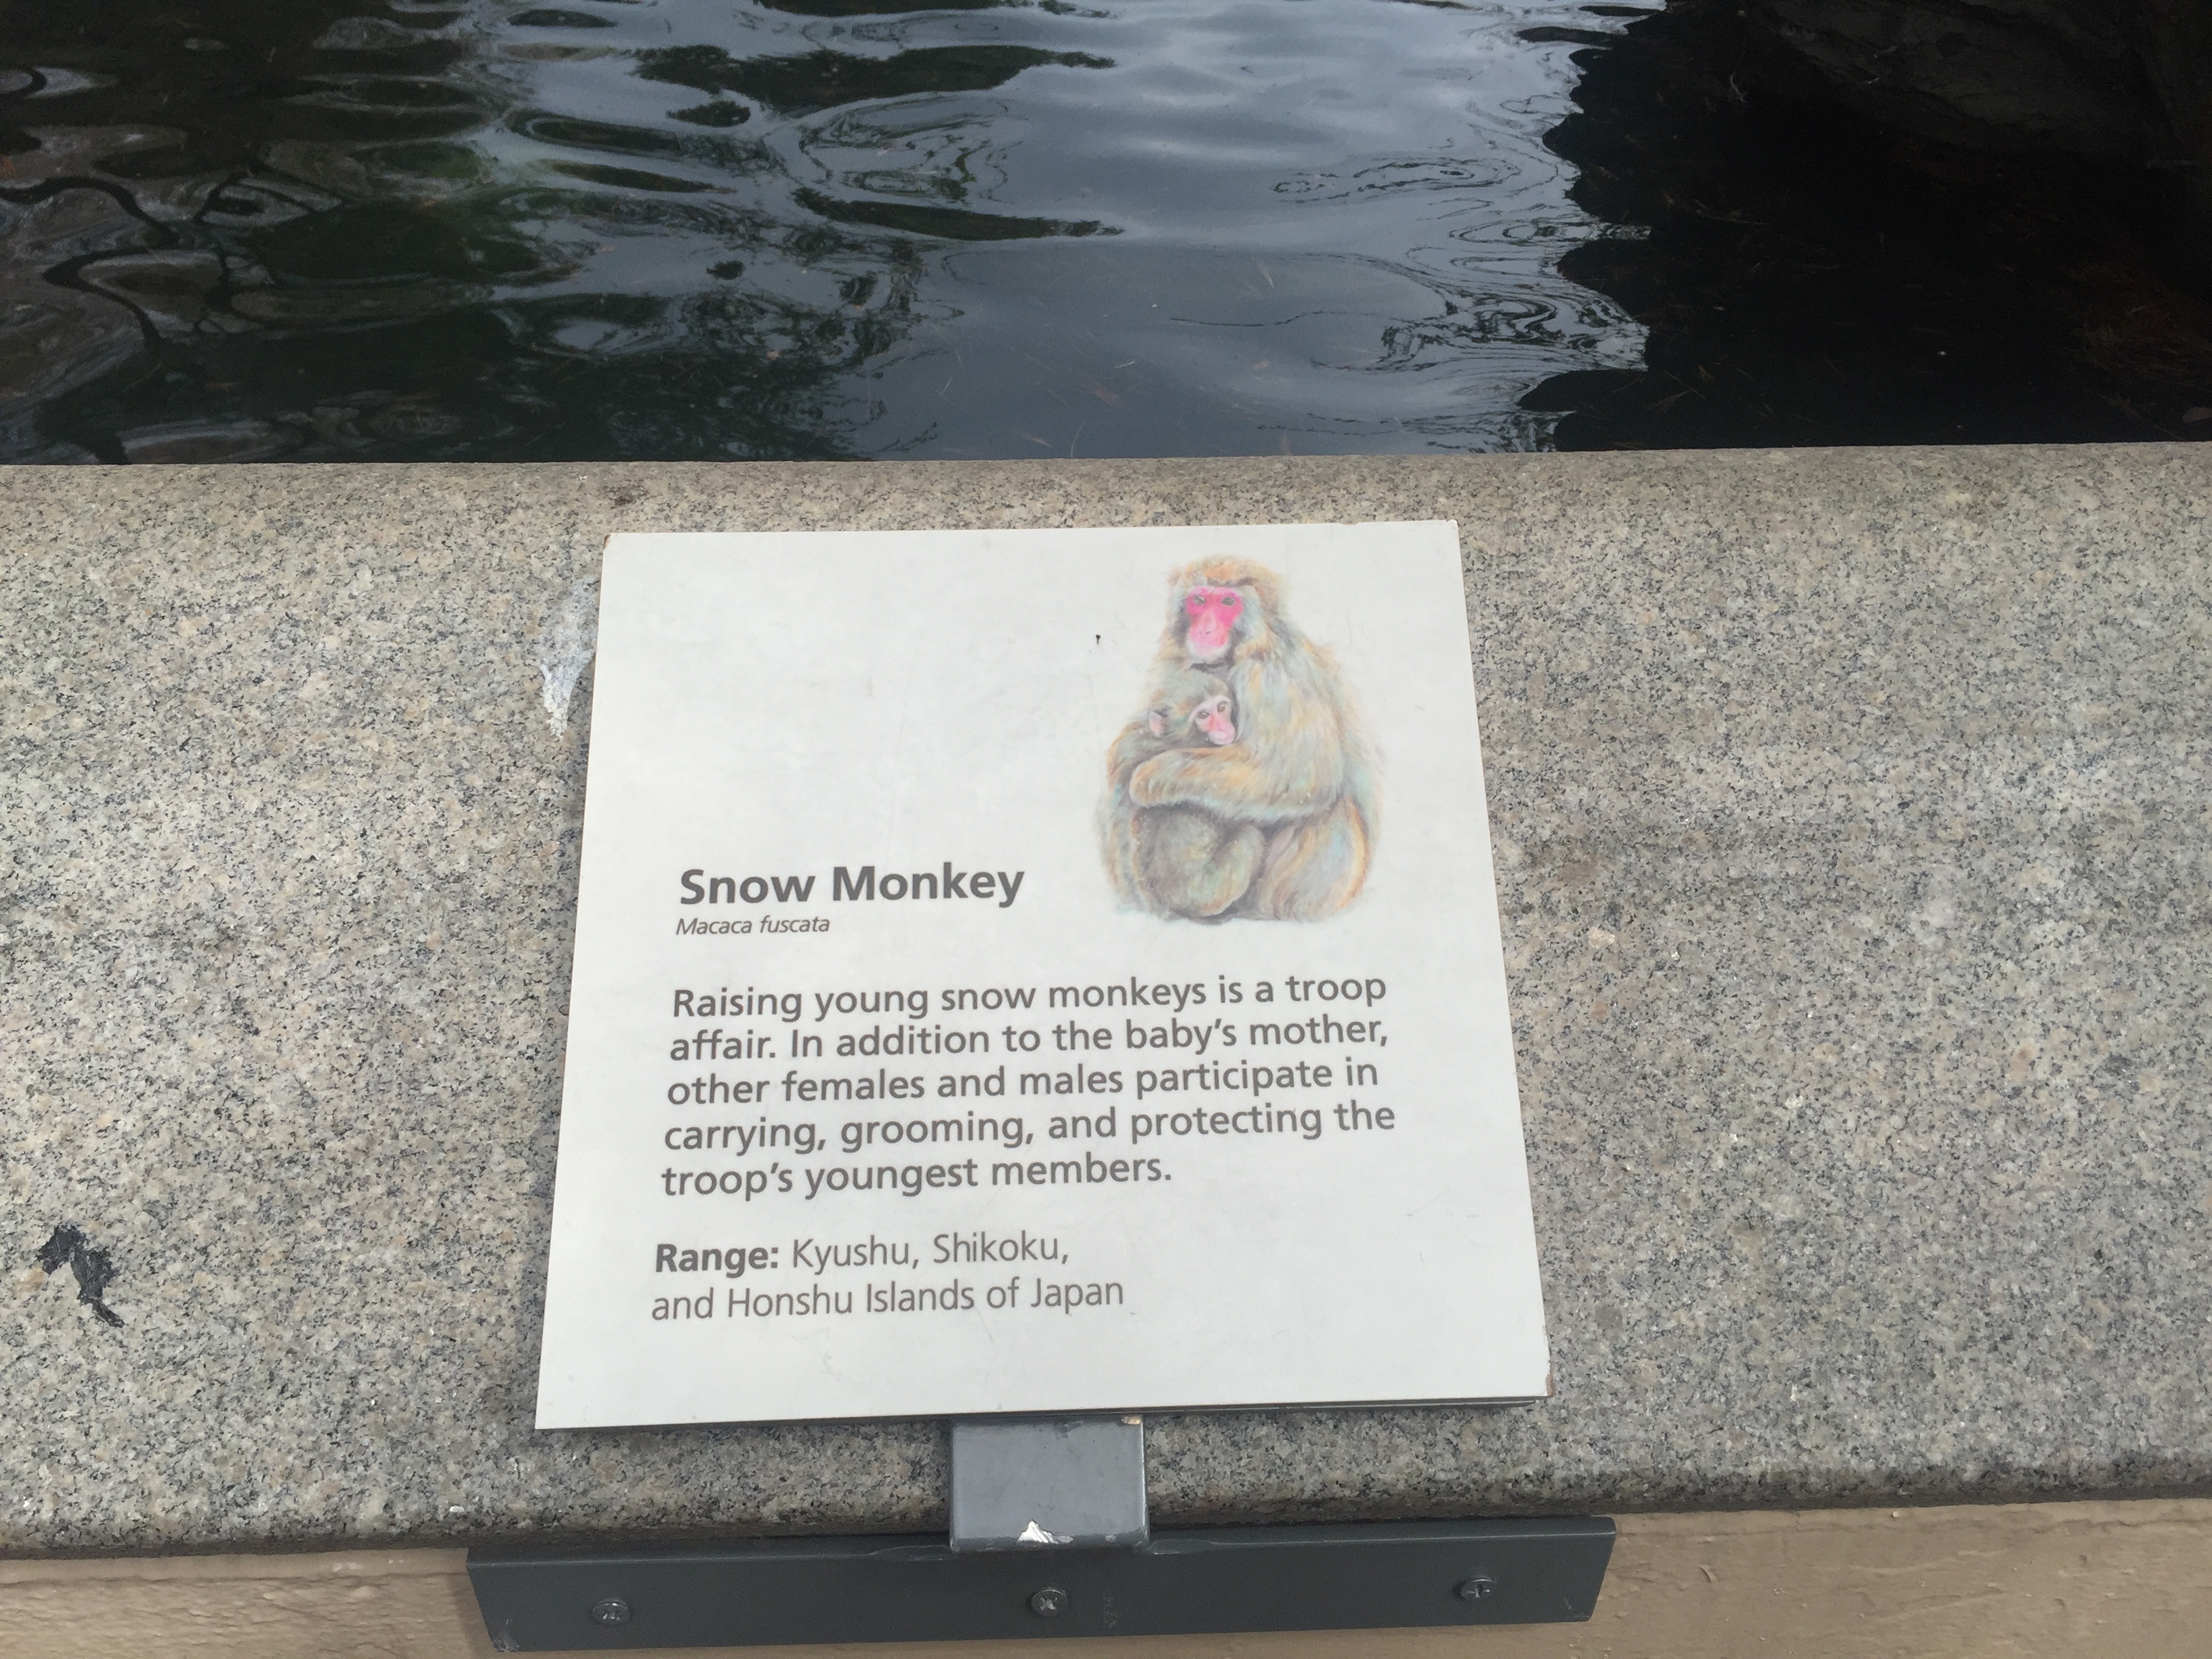 Snow Monkey
Macaca fuscata
Raising young snow monkeys is a troop
affair. In addition to the baby’s mother,
other females and males participate in
carrying, grooming, and protecting the
troop’s youngest members.
Range: Kyushu, Shikoku,
and Honshu Islands of Japan